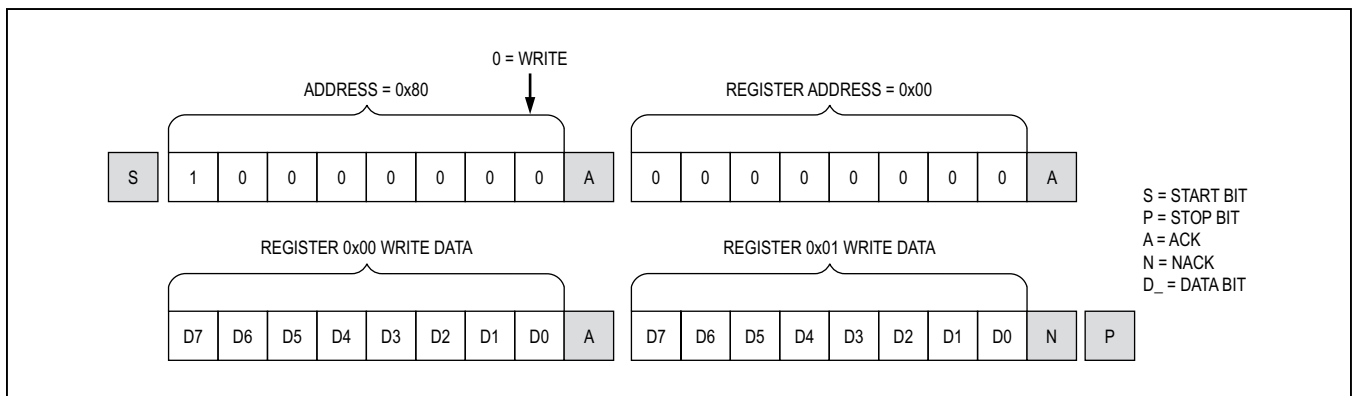 0 = WRITE
ADDRESS = 0x80
REGISTER ADDRESS = 0x00
S 1 0 0 0 0 0 0 0 A 0 0 0 0 0 0 0 0 A
S = START BIT
P = STOP BIT
A = ACK
N = NACK
D_ = DATA BIT
REGISTER 0x00 WRITE DATA
REGISTER 0x01 WRITE DATA
D7 D6 D5 D4 D3 D2 D1 D0 A D7 D6 D5 D4 D3 D2 D1 D0 N P